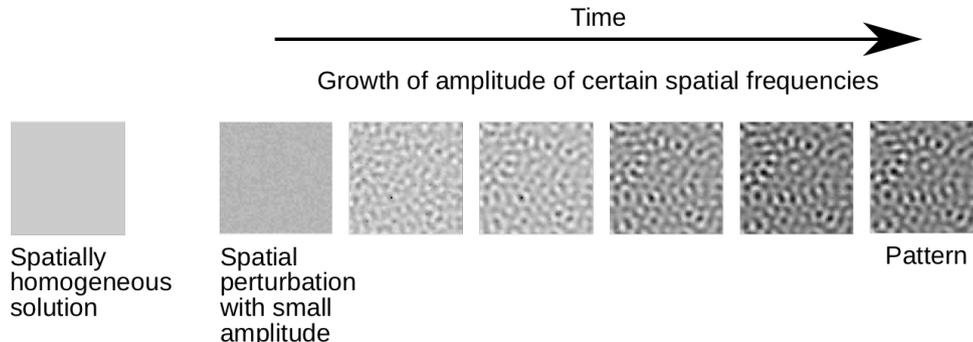 Time
Growth of amplitude of certain spatial frequencies
Spatially
homogeneous
solution
Spatial
perturbation
with small
amplitude
Pattern